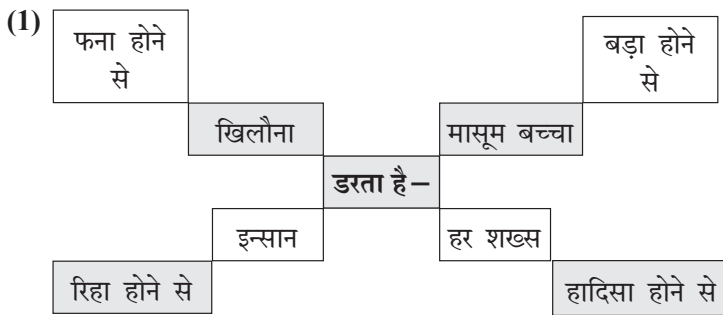 (1)
फना होने
से
बड़ा होने
से
खिलौना
मासूम बच्चा
डरता है–
इन्सान
हर शख्स
रिहा होने से
हादिसा होने से